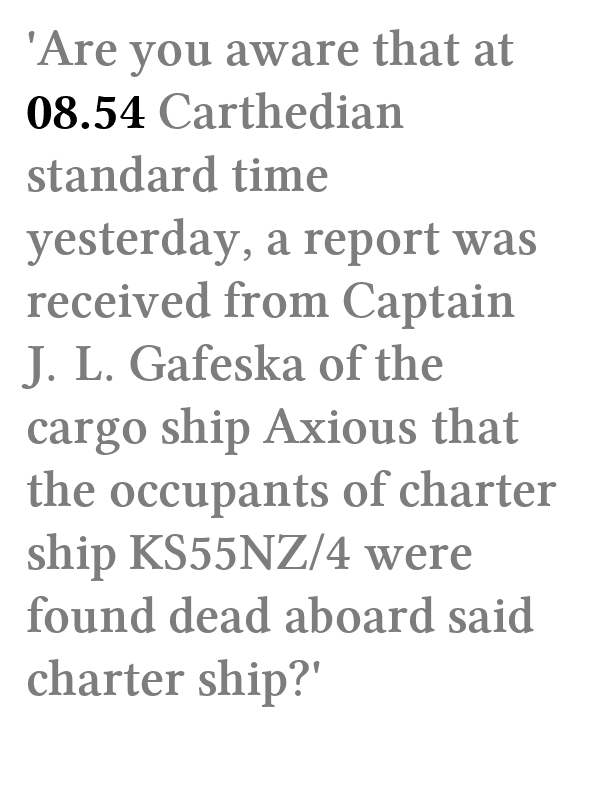 'Are you aware that at
08.54 Carthedian
standard time
yesterday, a report was
received from Captain
J. L. Gafeska of the
cargo ship Axious that
the occupants of charter
ship KS55NZ/4 were
found dead aboard said
charter ship?'